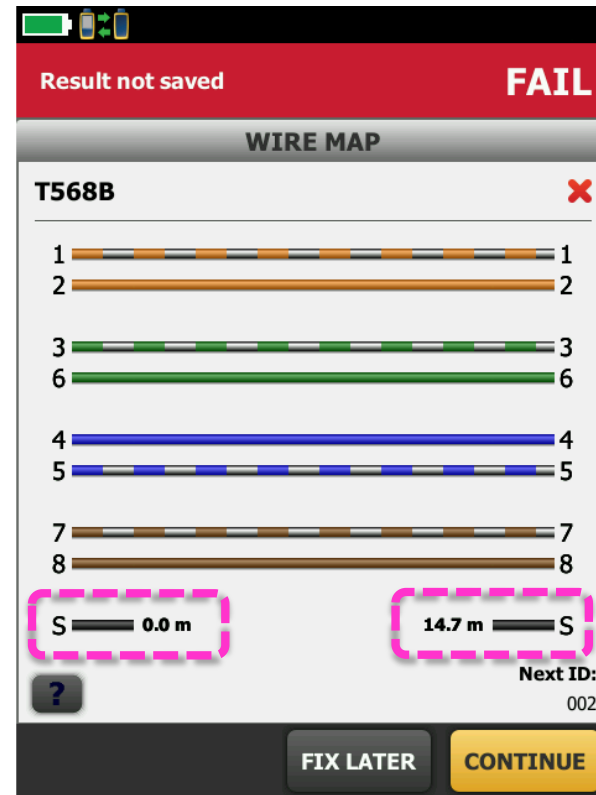 Result not saved FAIL
WIRE MAP
T568B
1 1
2 2
3 3
6 6
4 4
5 5
7 7
8 8
S 0.0 m 14.7 m S
Next ID:
? 002
FIX LATER CONTINUE